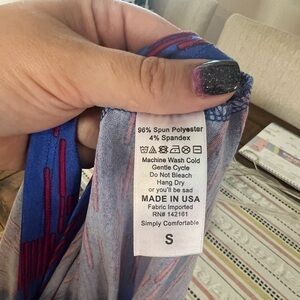 96% Spun Polyester
4% Spandex
Machine Wash Cold
Gentle Cycle
Do Not Bleach
Hang Dry
or you'll be sad
MADE IN USA
Fabric Imported
RN# 142161
Simply Comfortable
S